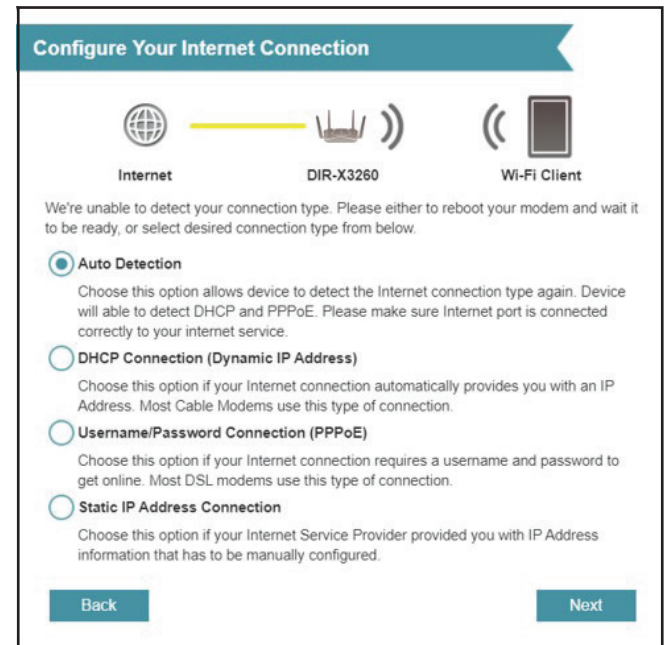 Configure Your Internet Connection
Internet
DIR-X3260
Wi-Fi Client
We're unable to detect your connection type. Please either to reboot your modem and wait it
to be ready, or select desired connection type from below.
Auto Detection
Choose this option allows device to detect the Internet connection type again. Device
will able to detect DHCP and PPPoE. Please make sure Internet port is connected
correctly to your internet service.
DHCP Connection (Dynamic IP Address)
Choose this option if your Internet connection automatically provides you with an IP
Address. Most Cable Modems use this type of connection.
Username/Password Connection (PPPoE)
Choose this option if your Internet connection requires a username and password to
get online. Most DSL modems use this type of connection.
Static IP Address Connection
Choose this option if your Internet Service Provider provided you with IP Address
information that has to be manually configured.
Back
Next